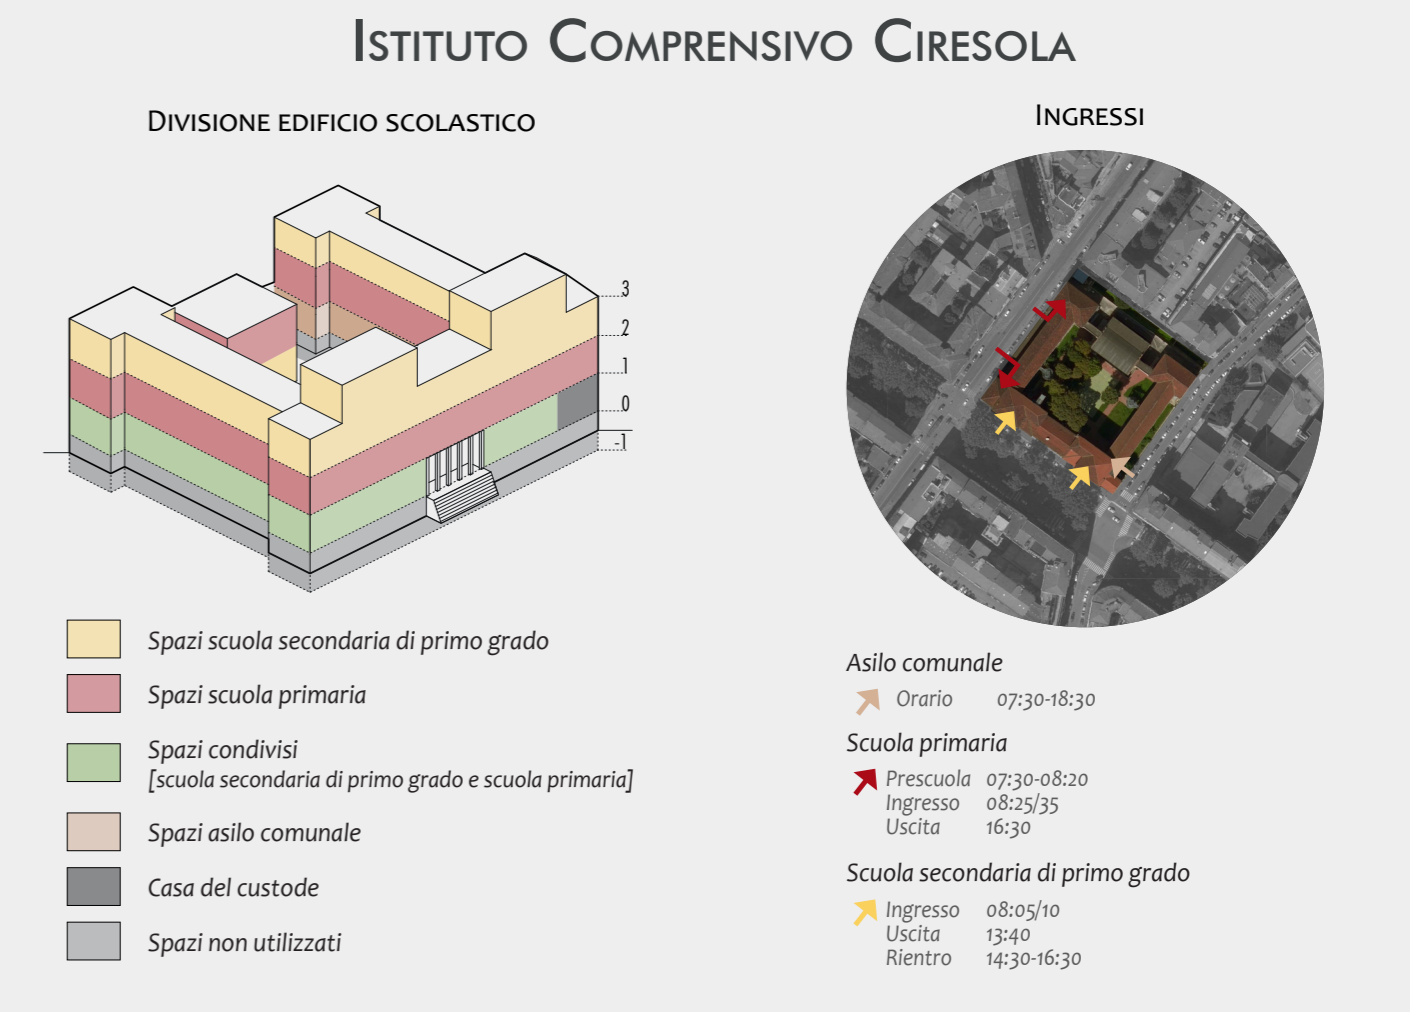 Istituto Comprensivo Ciresola
Divisione edificio scolastico
3
2
1
0
-1
Spazi scuola secondaria di primo grado
Spazi scuola primaria
Spazi condivisi
[scuola secondaria di primo grado e scuola primaria]
Spazi asilo comunale
Casa del custode
Spazi non utilizzati
Ingressi
Asilo comunale
Orario 07:30-18:30
Scuola primaria
Prescuola 07:30-08:20
Ingresso 08:25/35
Uscita 16:30
Scuola secondaria di primo grado
Ingresso 08:05/10
Uscita 13:40
Rientro 14:30-16:30